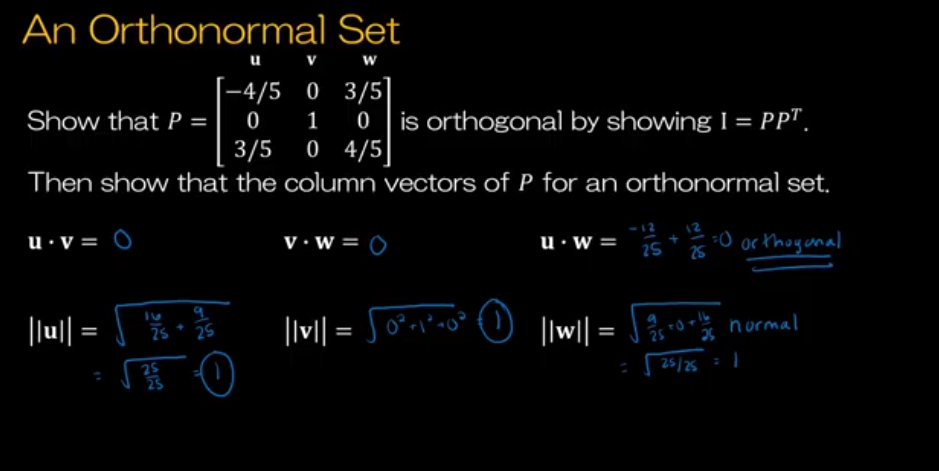 An Orthonormal Set
u v w
−4/5 0 3/5
Show that P = 0 1 0 is orthogonal by showing I = PPᵀ.
3/5 0 4/5
Then show that the column vectors of P for an orthonormal set.
u · v = 0 v · w = 0 u · w = -12/25 + 12/25 = 0 orthogonal
||u|| = √(16/25 + 9/25) ||v|| = √(0² + 1² + 0²) = 1 ||w|| = √(9/25 + 0 + 16/25) normal
= √(25/25) = 1 = √(25/25) = 1